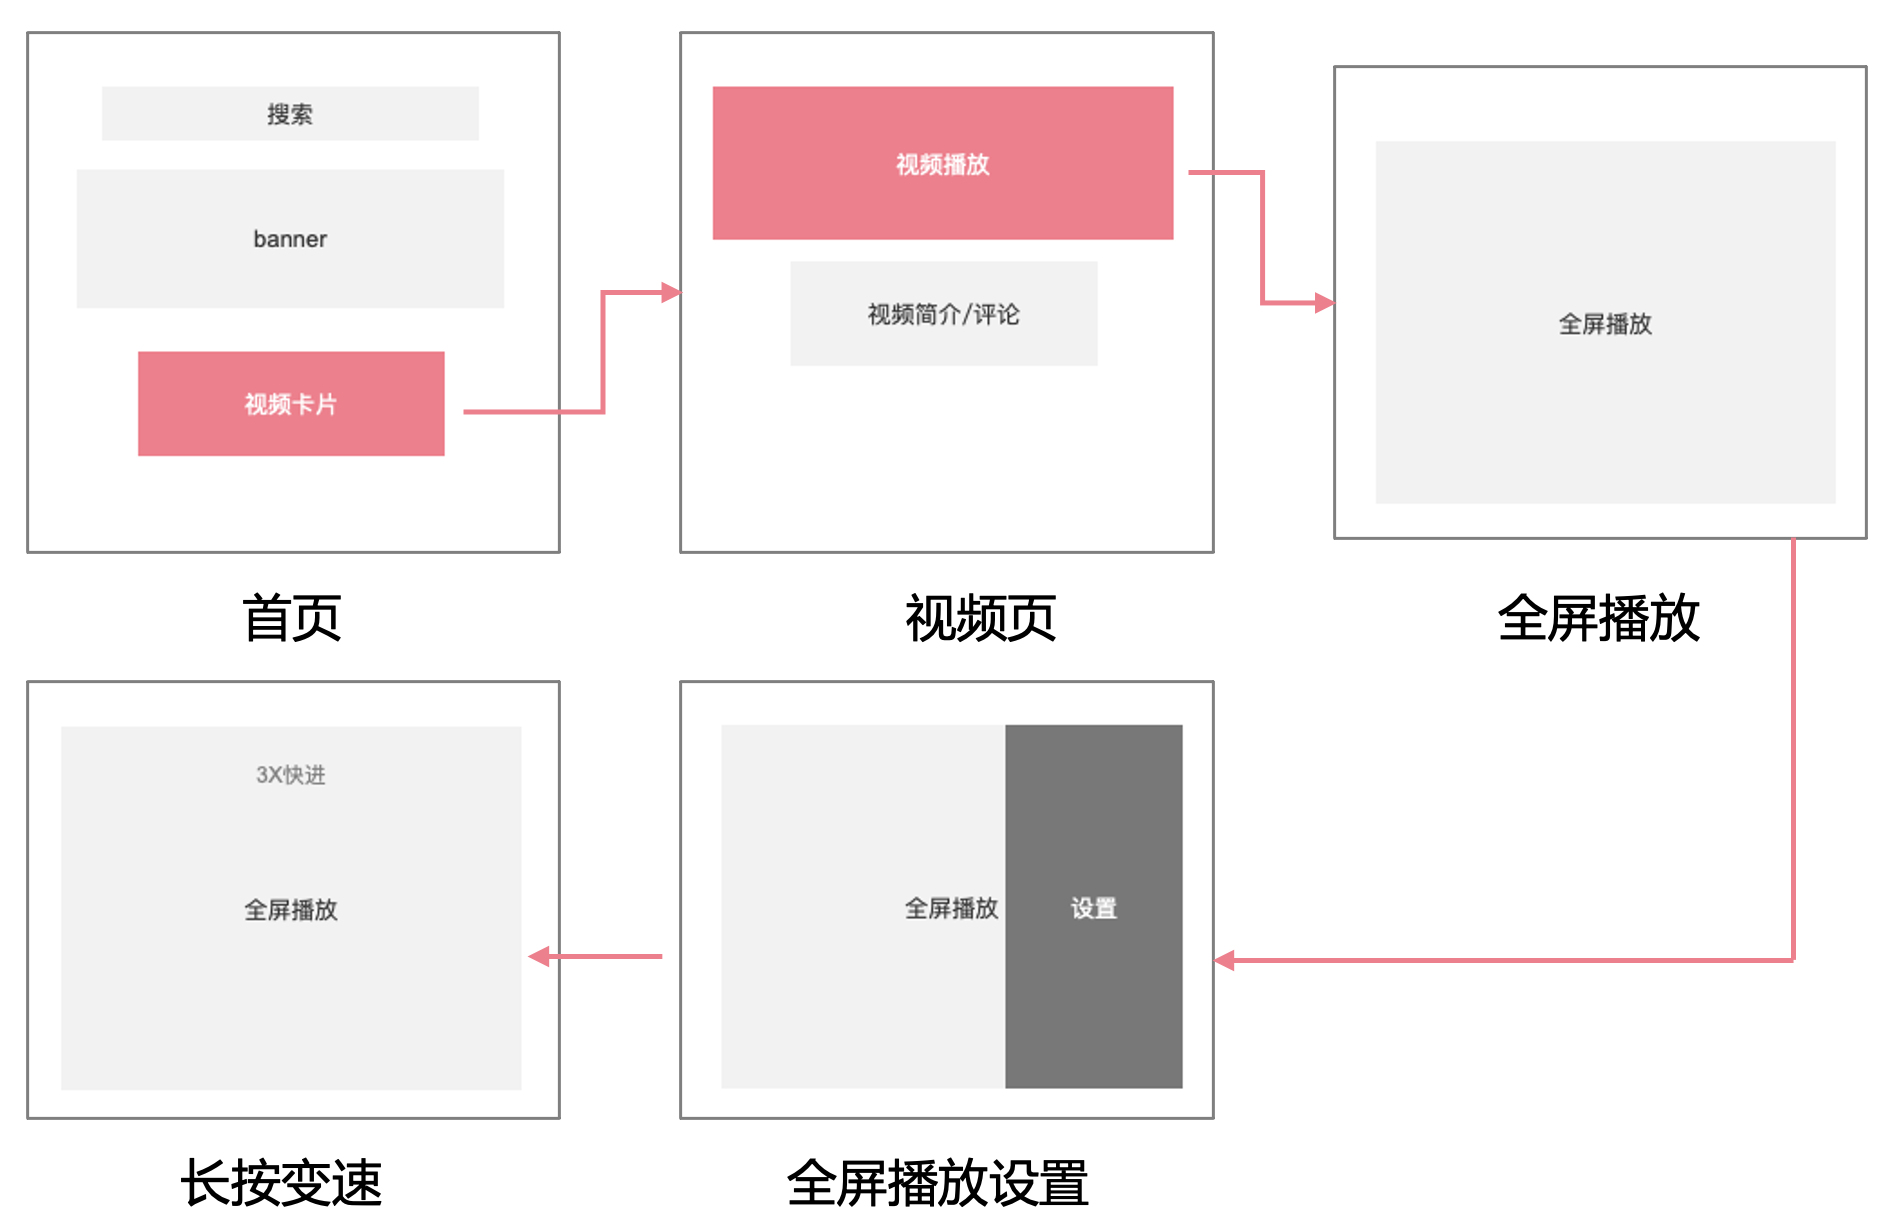 搜索
banner
视频卡片
首页
视频播放
视频简介/评论
视频页
全屏播放
全屏播放
3X快进
全屏播放
长按变速
全屏播放
设置
全屏播放设置